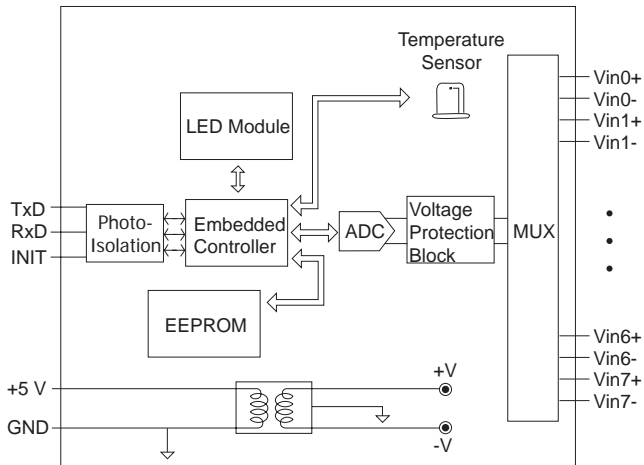 Temperature
Sensor
Vin0+
Vin0-
Vin1+
Vin1-
LED Module
TxD
RxD
INIT
Photo-
Isolation
Embedded
Controller
ADC
Voltage
Protection
Block
MUX
EEPROM
Vin6+
Vin6-
Vin7+
Vin7-
+5 V
GND
+V
-V